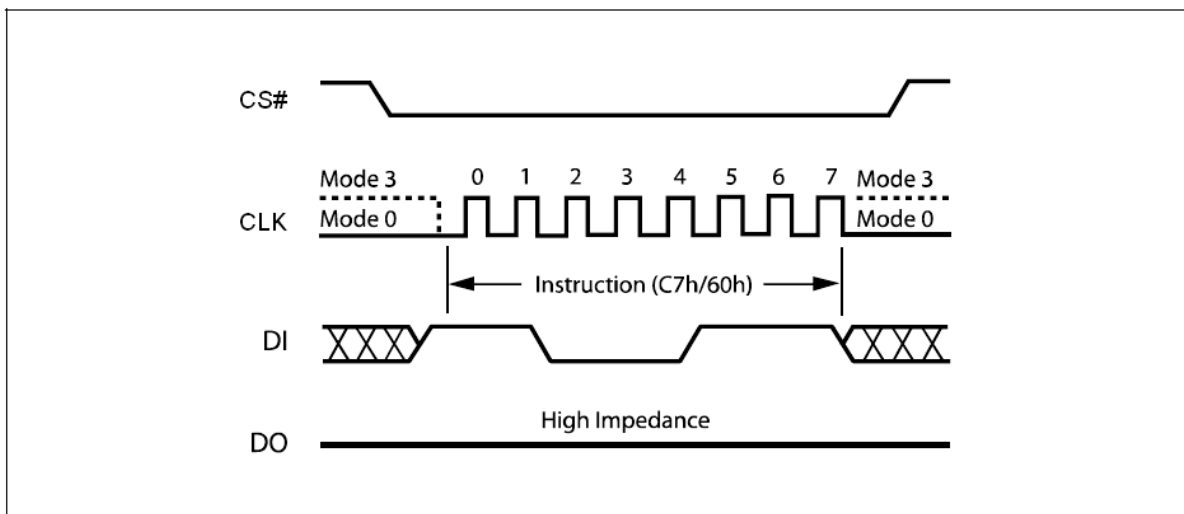 CS#
Mode 3 0 1 2 3 4 5 6 7 Mode 3
CLK Mode 0 Mode 0
Instruction (C7h/60h)
DI
High Impedance
DO